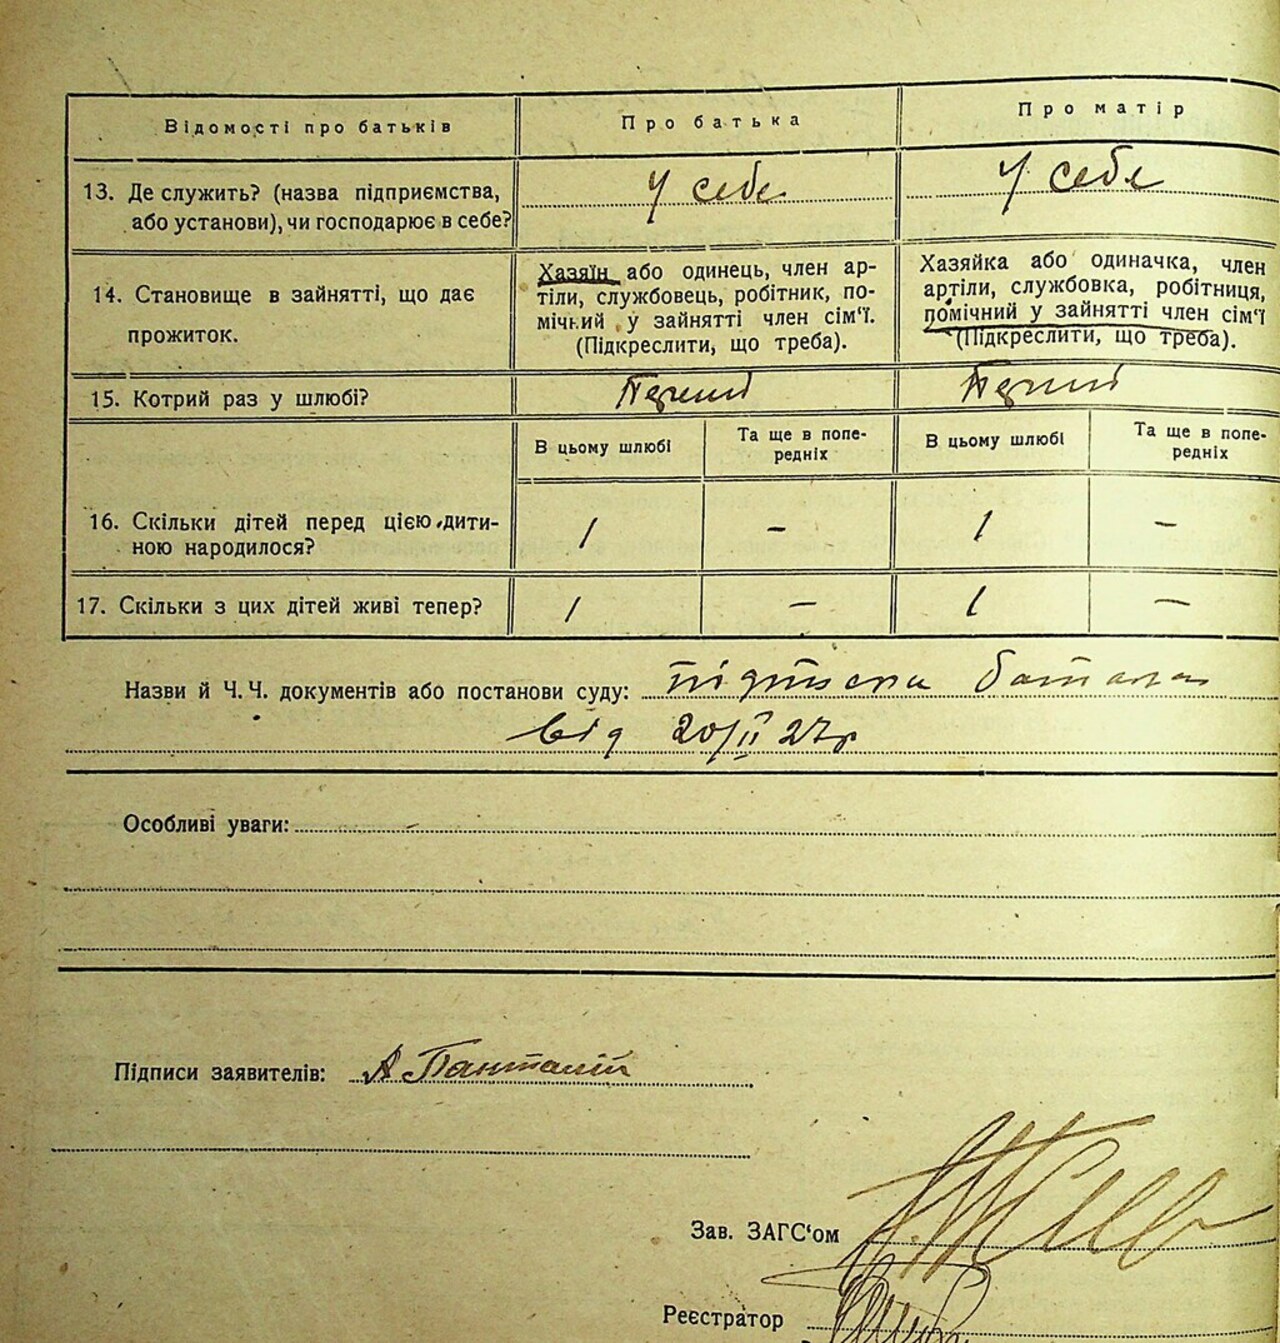 Відомості про батьків Про батька Про матір
13. Де служить? (назва підприємства, У себе У себе
або установи), чи господарює в себе?
14. Становище в зайнятті, що дає
прожиток.
Хазяїн або одинець, член ар-
тіли, службовець, робітник, по-
мічний у зайнятті член сім'ї.
(Підкреслити, що треба).
Хазяйка або одиначка, член
артіли, службовка, робітниця,
помічний у зайнятті член сім'ї
(Підкреслити, що треба).
15. Котрий раз у шлюбі? Перший Перший
В цьому шлюбі Та ще в попе-
редніх В цьому шлюбі Та ще в попе-
редніх
16. Скільки дітей перед цією дити-
ною народилося? 1 – 1 –
17. Скільки з цих дітей живі тепер? 1 – 1 –
Назви й Ч. Ч. документів або постанови суду:
від 20/II 27р
Особливі уваги:
Підписи заявителів: А
Зав. ЗАГС'ом
Реєстратор